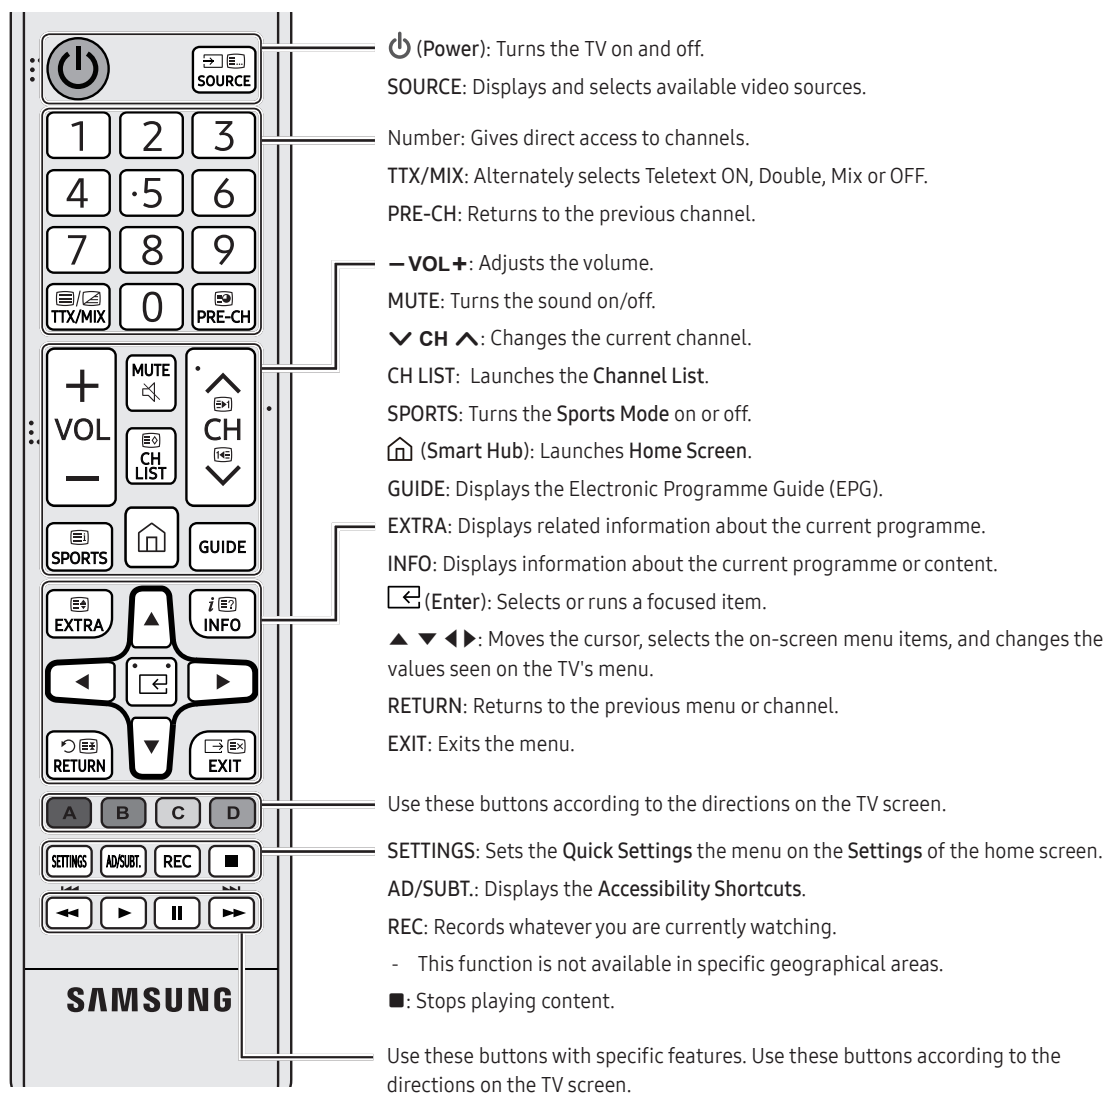 SOURCE
1 2 3
4 ·5 6
7 8 9
TTX/MIX 0 PRE-CH
+
VOL
—
MUTE
CH
LIST
CH
SPORTS
GUIDE
EXTRA
i
INFO
RETURN
EXIT
A B C D
SETTINGS AD/SUBT. REC
SAMSUNG
(Power): Turns the TV on and off.
SOURCE: Displays and selects available video sources.
Number: Gives direct access to channels.
TTX/MIX: Alternately selects Teletext ON, Double, Mix or OFF.
PRE-CH: Returns to the previous channel.
– VOL +: Adjusts the volume.
MUTE: Turns the sound on/off.
CH : Changes the current channel.
CH LIST: Launches the Channel List.
SPORTS: Turns the Sports Mode on or off.
(Smart Hub): Launches Home Screen.
GUIDE: Displays the Electronic Programme Guide (EPG).
EXTRA: Displays related information about the current programme.
INFO: Displays information about the current programme or content.
(Enter): Selects or runs a focused item.
▲ ▼ ◀ ▶: Moves the cursor, selects the on-screen menu items, and changes the
values seen on the TV's menu.
RETURN: Returns to the previous menu or channel.
EXIT: Exits the menu.
Use these buttons according to the directions on the TV screen.
SETTINGS: Sets the Quick Settings the menu on the Settings of the home screen.
AD/SUBT.: Displays the Accessibility Shortcuts.
REC: Records whatever you are currently watching.
- This function is not available in specific geographical areas.
■: Stops playing content.
Use these buttons with specific features. Use these buttons according to the
directions on the TV screen.